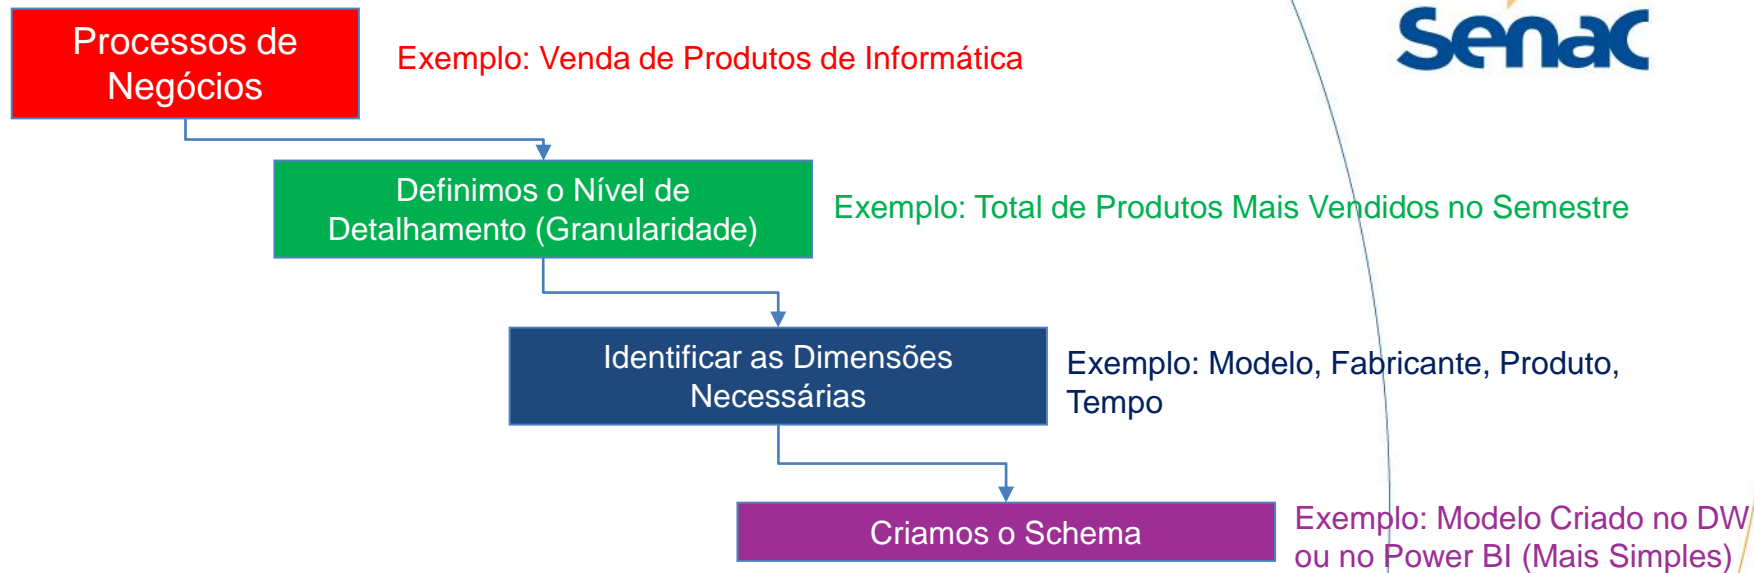 Senac
Processos de
Negócios
Exemplo: Venda de Produtos de Informática
Definimos o Nível de
Detalhamento (Granularidade)
Exemplo: Total de Produtos Mais Vendidos no Semestre
Identificar as Dimensões
Necessárias
Exemplo: Modelo, Fabricante, Produto,
Tempo
Criamos o Schema
Exemplo: Modelo Criado no DW
ou no Power BI (Mais Simples)